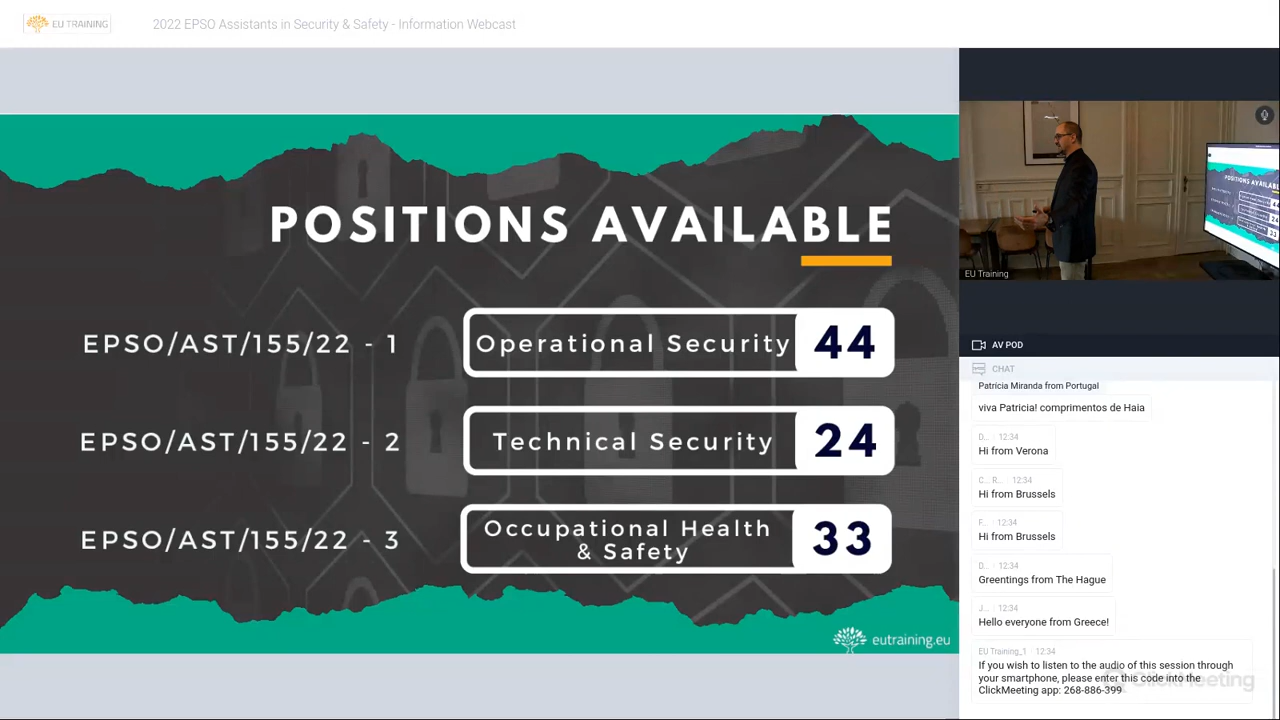 EU TRAINING
2022 EPSO Assistants in Security & Safety - Information Webcast
POSITIONS AVAILABLE
EPSO/AST/155/22 - 1
Operational Security
44
EPSO/AST/155/22 - 2
Technical Security
24
EPSO/AST/155/22 - 3
Occupational Health
& Safety
33
eutraining.eu
POSITIONS AVAILABLE
EU Training
AV POD
CHAT
Patrícia Miranda from Portugal
viva Patricia! comprimentos de Haia
D... 12:34
Hi from Verona
C... R... 12:34
Hi from Brussels
F... 12:34
Hi from Brussels
D... 12:34
Greentings from The Hague
J... 12:34
Hello everyone from Greece!
EU Training_1 12:34
If you wish to listen to the audio of this session through
your smartphone, please enter this code into the
ClickMeeting app: 268-886-399
ClickMeeting